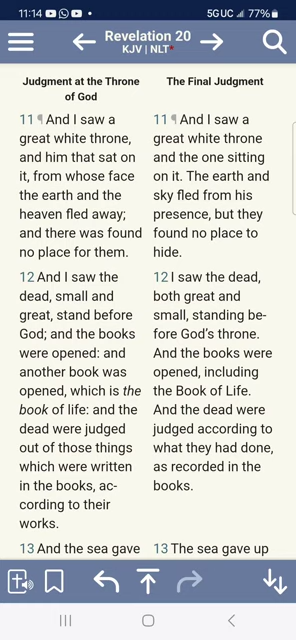 11:14
5G UC 77%
Revelation 20
KJV | NLT*
Judgment at the Throne
of God
11 ¶ And I saw a
great white throne,
and him that sat on
it, from whose face
the earth and the
heaven fled away;
and there was found
no place for them.
12 And I saw the
dead, small and
great, stand before
God; and the books
were opened: and
another book was
opened, which is the
book of life: and the
dead were judged
out of those things
which were written
in the books, ac-
cording to their
works.
13 And the sea gave
The Final Judgment
11 ¶ And I saw a
great white throne
and the one sitting
on it. The earth and
sky fled from his
presence, but they
found no place to
hide.
12 I saw the dead,
both great and
small, standing be-
fore God’s throne.
And the books were
opened, including
the Book of Life.
And the dead were
judged according to
what they had done,
as recorded in the
books.
13 The sea gave up